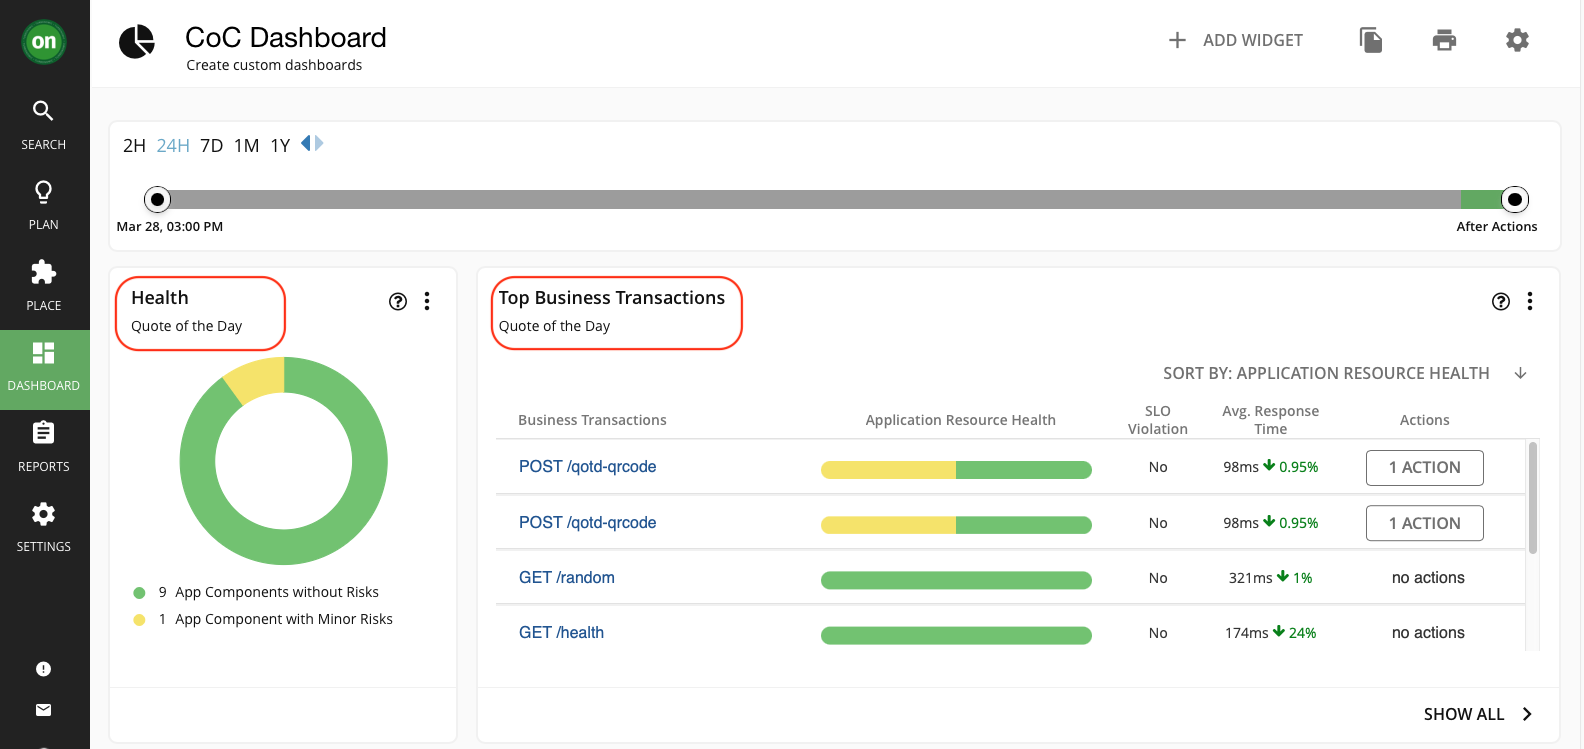 on
SEARCH
PLAN
PLACE
DASHBOARD
REPORTS
SETTINGS
CoC Dashboard
Create custom dashboards
ADD WIDGET
2H 24H 7D 1M 1Y
Mar 28, 03:00 PM
After Actions
Health
Quote of the Day
9 App Components without Risks
1 App Component with Minor Risks
Top Business Transactions
Quote of the Day
SORT BY: APPLICATION RESOURCE HEALTH
Business Transactions Application Resource Health SLO Violation Avg. Response Time Actions
POST /qotd-qrcode No 98ms 0.95% 1 ACTION
POST /qotd-qrcode No 98ms 0.95% 1 ACTION
GET /random No 321ms 1% no actions
GET /health No 174ms 24% no actions
SHOW ALL